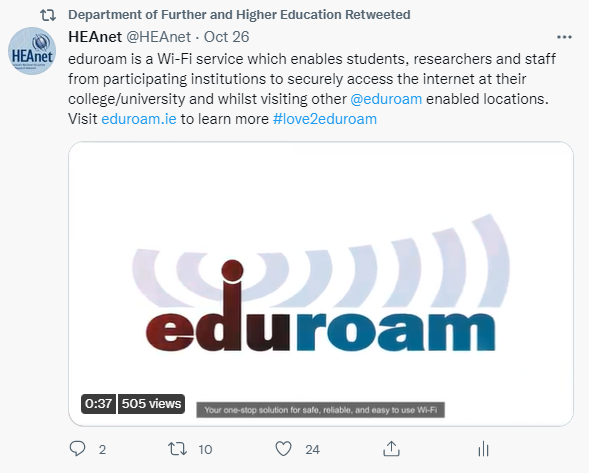 Department of Further and Higher Education Retweeted
HEAnet @HEAnet · Oct 26
HEAnet
eduroam is a Wi-Fi service which enables students, researchers and staff
from participating institutions to securely access the internet at their
college/university and whilst visiting other @eduroam enabled locations.
Visit eduroam.ie to learn more #love2eduroam
eduroam
0:37 505 views
Your one-stop solution for safe, reliable, and easy to use Wi-Fi
2 10 24